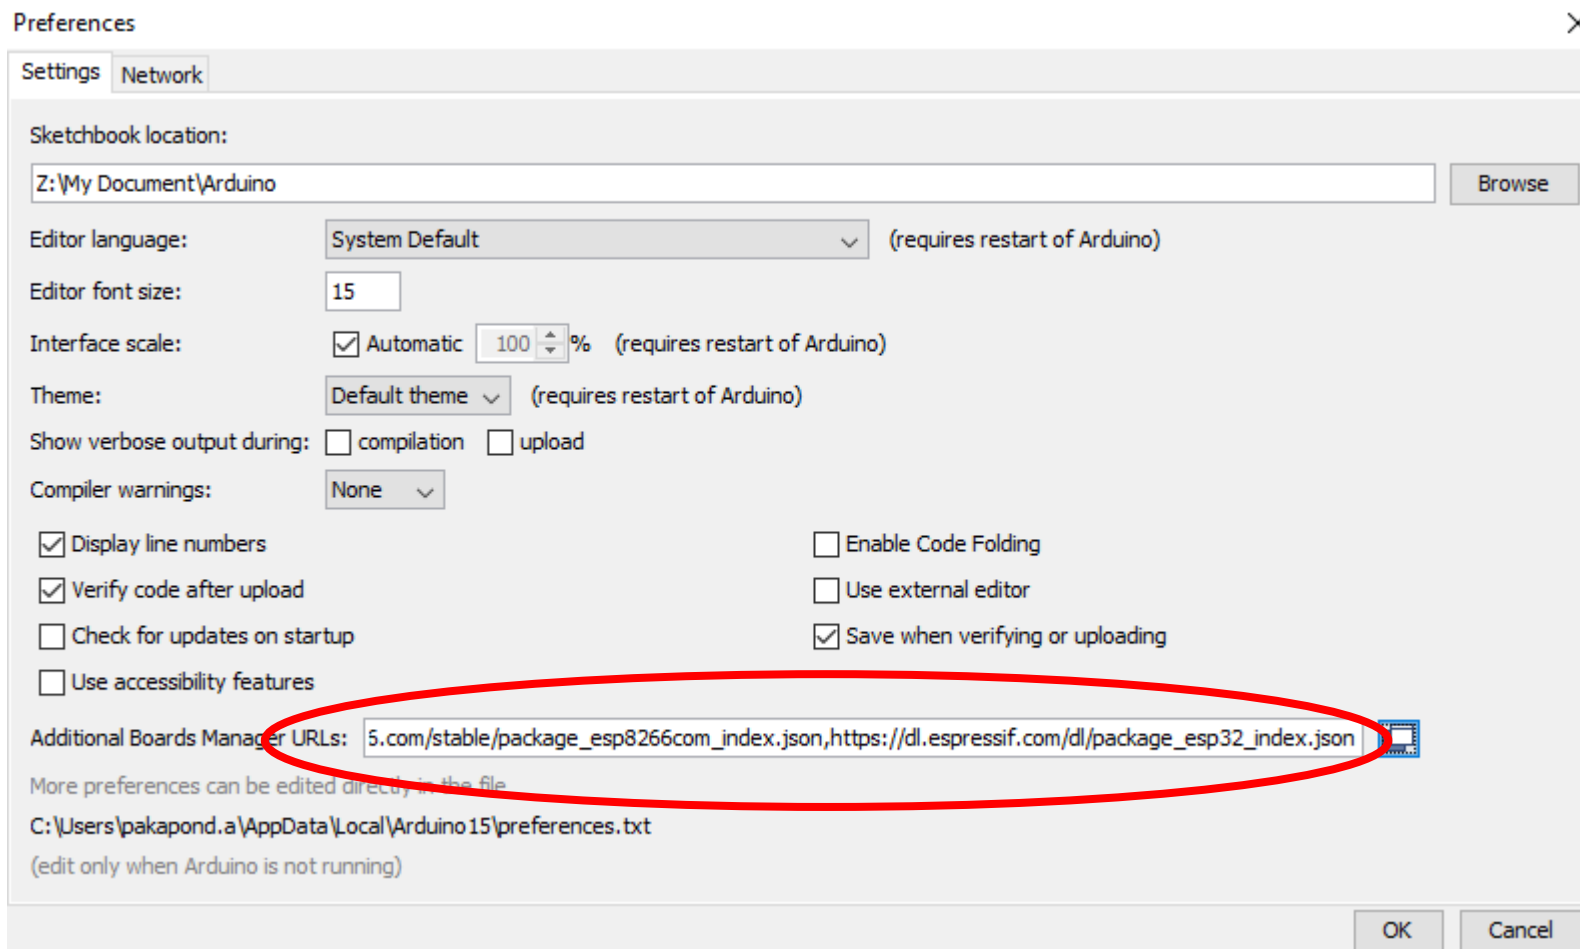 Preferences
Settings Network
Sketchbook location:
Z:\My Document\Arduino Browse
Editor language: System Default (requires restart of Arduino)
Editor font size: 15
Interface scale: Automatic 100 % (requires restart of Arduino)
Theme: Default theme (requires restart of Arduino)
Show verbose output during: compilation upload
Compiler warnings: None
Display line numbers Enable Code Folding
Verify code after upload Use external editor
Check for updates on startup Save when verifying or uploading
Use accessibility features
Additional Boards Manager URLs: 6.com/stable/package_esp8266com_index.json,https://dl.espressif.com/dl/package_esp32_index.json
More preferences can be edited directly in the file
C:\Users\pakapond.a\AppData\Local\Arduino15\preferences.txt
(edit only when Arduino is not running)
OK Cancel